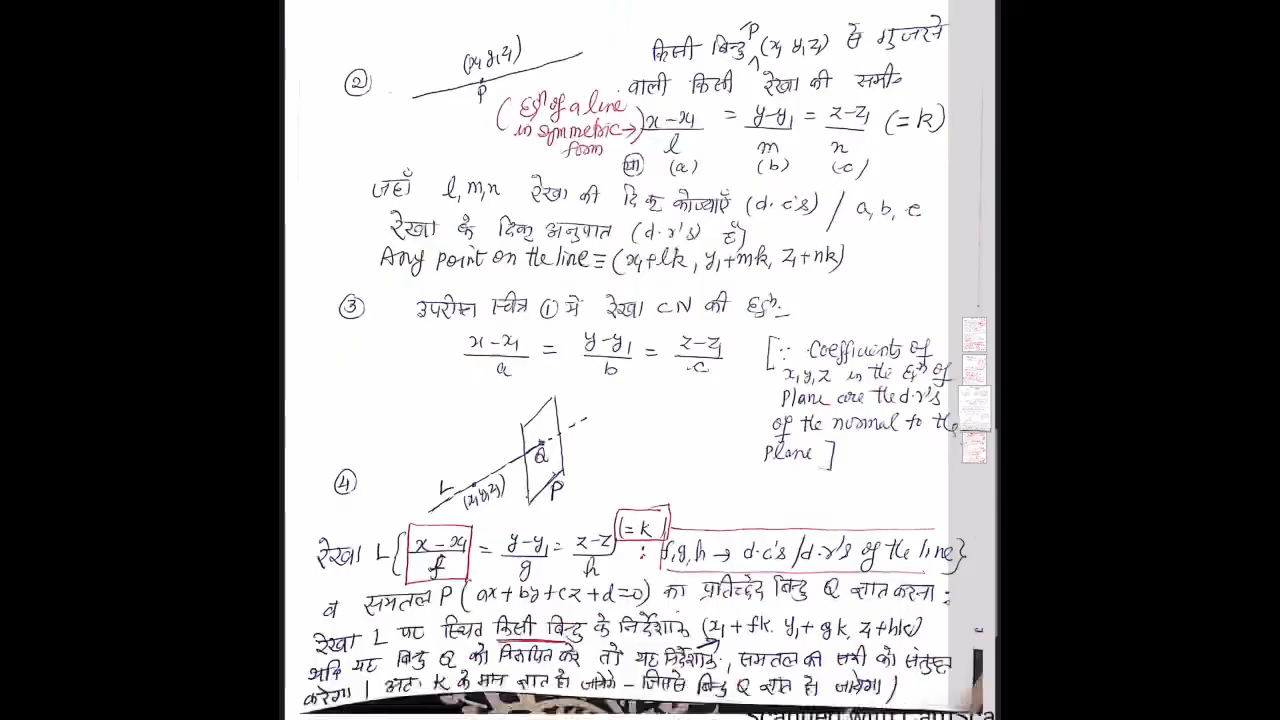 (x₁, y₁, z₁)
किसी बिन्दु P (x₁ y₁, z₁) से गुजरने
② P वाली किसी रेखा की समी॰
(Eqⁿ of a line in symmetric form →) (x-x₁)/l = (y-y₁)/m = (z-z₁)/n (=k)
या (a) (b) (c)
जहाँ l, m, n रेखा की दिक् कोज्याएँ (d.c's) / a, b, c
रेखा के दिक् अनुपात (d.r's) हैं
Any point on the line ≡ (x₁+lk, y₁+mk, z₁+nk)
③ उपरोक्त चित्र ① में रेखा CN की Eqⁿ:-
(x-x₁)/a = (y-y₁)/b = (z-z₁)/c
[∵ Coefficients of
x, y, z in the Eqⁿ of
plane are the d.r's
of the normal to the
plane]
④ L (x₁, y₁, z₁) Q P
रेखा L { (x-x₁)/f = (y-y₁)/g = (z-z₁)/h (=k) : f, g, h → d.c's/d.r's of the line }
व समतल P (ax+by+cz+d=0) का प्रतिच्छेद बिन्दु Q ज्ञात करना :
रेखा L पर स्थित किसी बिन्दु के निर्देशांक (x₁+fk, y₁+gk, z₁+hk)
यदि यह बिन्दु Q को निरूपित करे तो यह निर्देशांक, समतल की समी को संतुष्ट
करेगा। अतः K के मान ज्ञात हो जायेंगे - जिससे बिन्दु Q ज्ञात हो जायेगा)